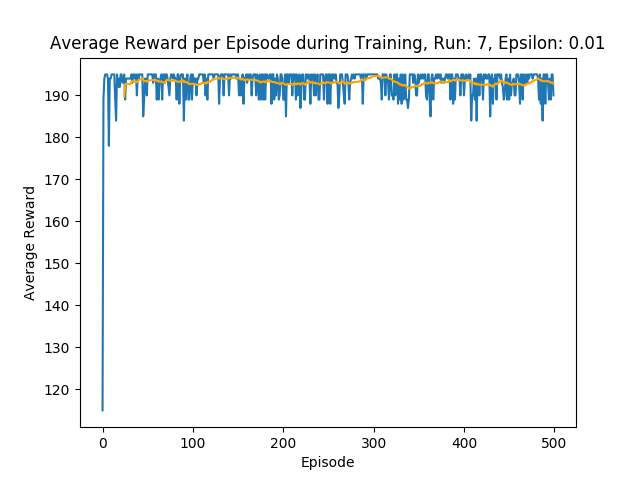 Average Reward per Episode during Training, Run: 7, Epsilon: 0.01
Average Reward
190
180
170
160
150
140
130
120
0 100 200 300 400 500
Episode